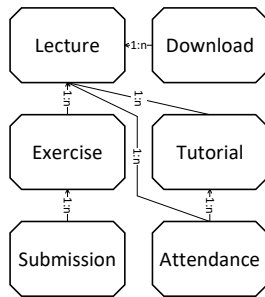 Lecture
1:n
Download
1:n
1:n
Exercise
1:n
Tutorial
1:n
1:n
Submission
Attendance